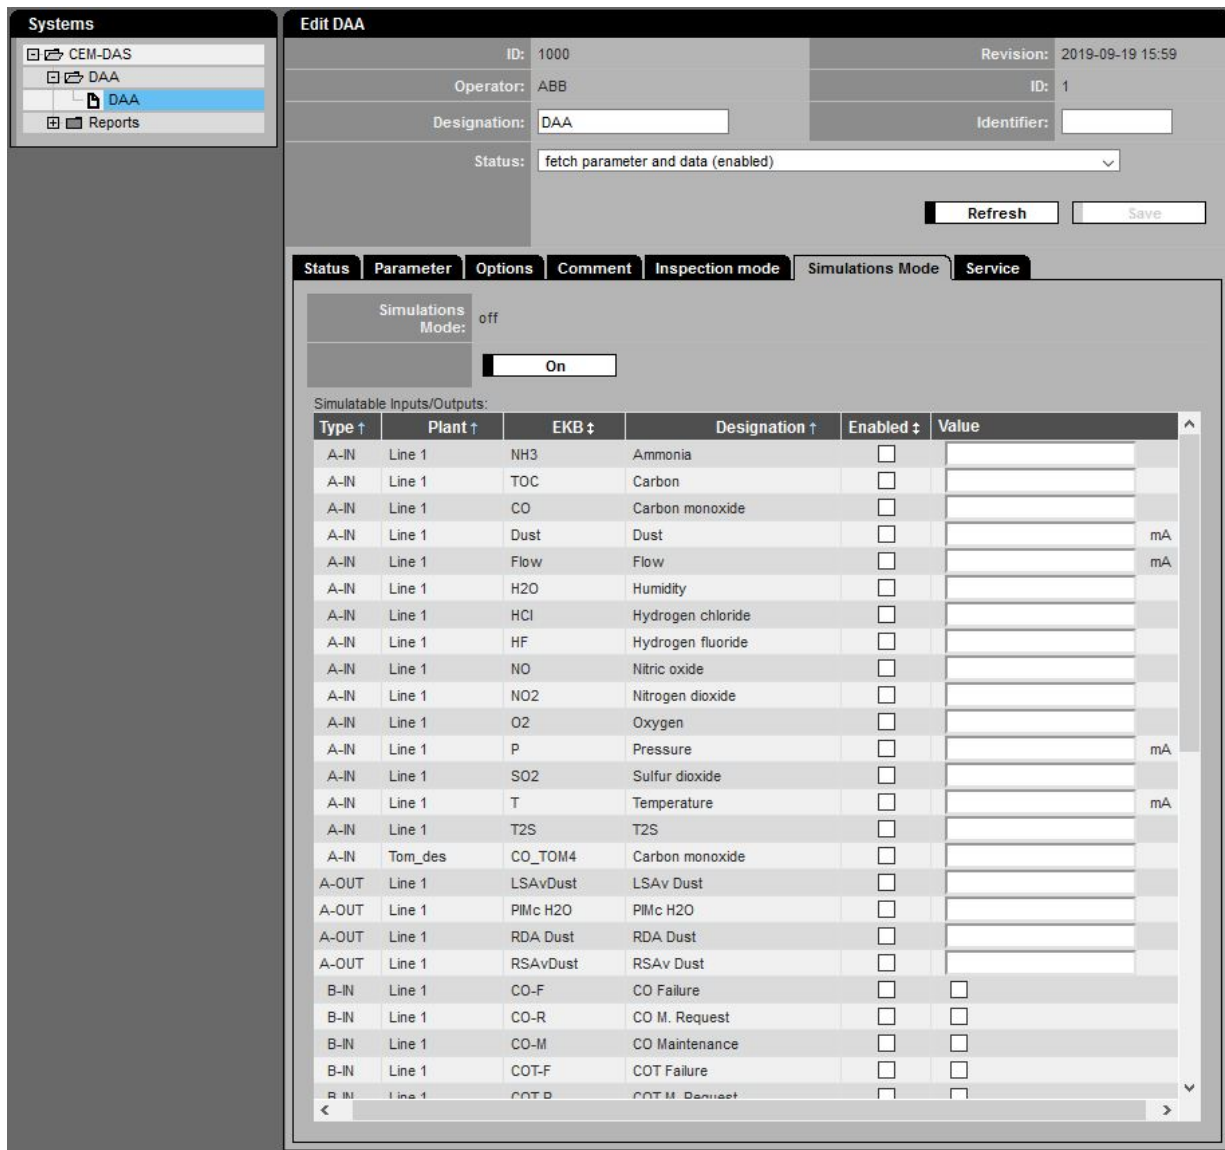 Systems
CEM-DAS
DAA
DAA
Reports
Edit DAA
ID: 1000 Revision: 2019-09-19 15:59
Operator: ABB ID: 1
Designation: DAA Identifier:
Status: fetch parameter and data (enabled)
Refresh Save
Status Parameter Options Comment Inspection mode Simulations Mode Service
Simulations
Mode: off
On
Simulatable Inputs/Outputs:
Type ↑ Plant ↑ EKB ↕ Designation ↑ Enabled ↕ Value
A-IN Line 1 NH3 Ammonia
A-IN Line 1 TOC Carbon
A-IN Line 1 CO Carbon monoxide
A-IN Line 1 Dust Dust mA
A-IN Line 1 Flow Flow mA
A-IN Line 1 H2O Humidity
A-IN Line 1 HCl Hydrogen chloride
A-IN Line 1 HF Hydrogen fluoride
A-IN Line 1 NO Nitric oxide
A-IN Line 1 NO2 Nitrogen dioxide
A-IN Line 1 O2 Oxygen
A-IN Line 1 P Pressure mA
A-IN Line 1 SO2 Sulfur dioxide
A-IN Line 1 T Temperature mA
A-IN Line 1 T2S T2S
A-IN Tom_des CO_TOM4 Carbon monoxide
A-OUT Line 1 LSAvDust LSAv Dust
A-OUT Line 1 PIMc H2O PIMc H2O
A-OUT Line 1 RDA Dust RDA Dust
A-OUT Line 1 RSAvDust RSAv Dust
B-IN Line 1 CO-F CO Failure
B-IN Line 1 CO-R CO M. Request
B-IN Line 1 CO-M CO Maintenance
B-IN Line 1 COT-F COT Failure
B-IN Line 1 COT-R COT M. Request